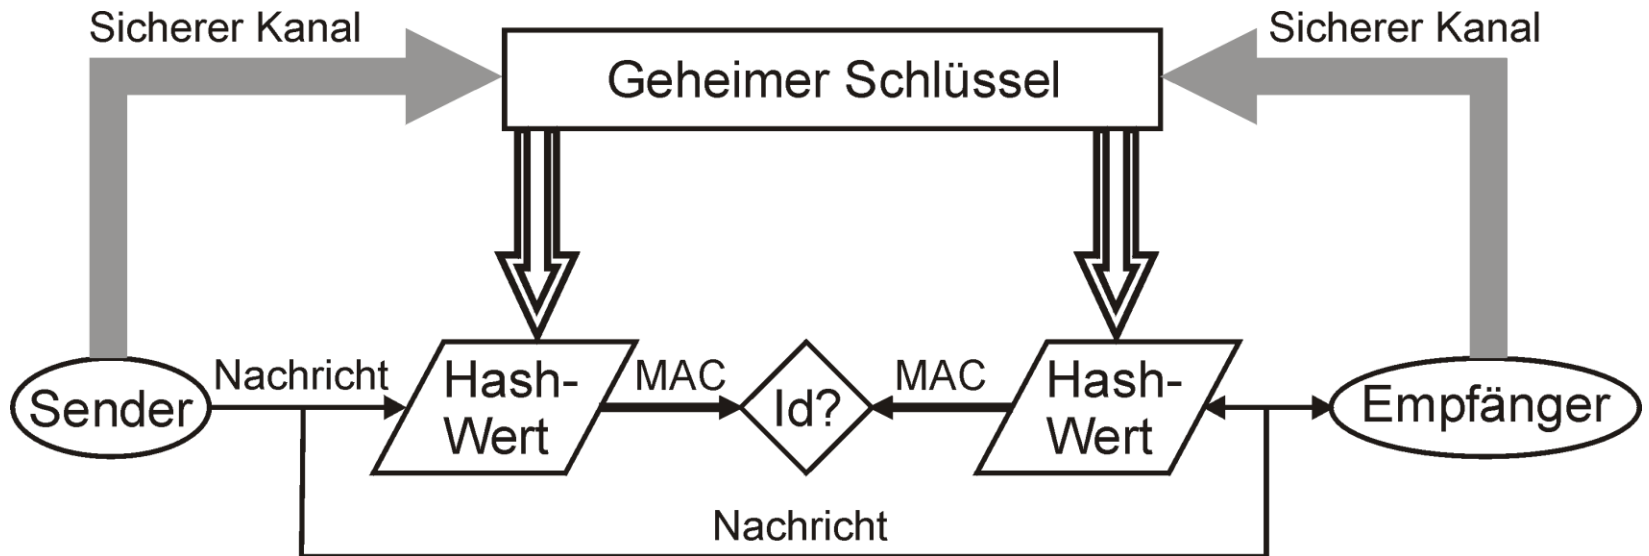 Sicherer Kanal
Sicherer Kanal
Geheimer Schlüssel
Nachricht
Hash-
Wert
MAC
Id?
MAC
Hash-
Wert
Sender
Empfänger
Nachricht